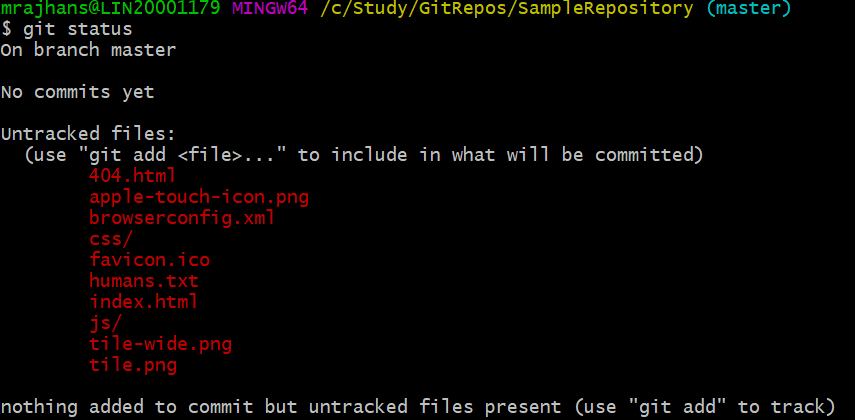 mrajhans@LIN20001179 MINGW64 /c/Study/GitRepos/SampleRepository (master)
$ git status
On branch master
No commits yet
Untracked files:
(use "git add <file>..." to include in what will be committed)
404.html
apple-touch-icon.png
browserconfig.xml
css/
favicon.ico
humans.txt
index.html
js/
tile-wide.png
tile.png
nothing added to commit but untracked files present (use "git add" to track)